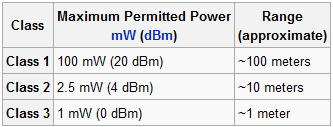 Class Maximum Permitted Power Range
mW (dBm) (approximate)
Class 1 100 mW (20 dBm) ~100 meters
Class 2 2.5 mW (4 dBm) ~10 meters
Class 3 1 mW (0 dBm) ~1 meter